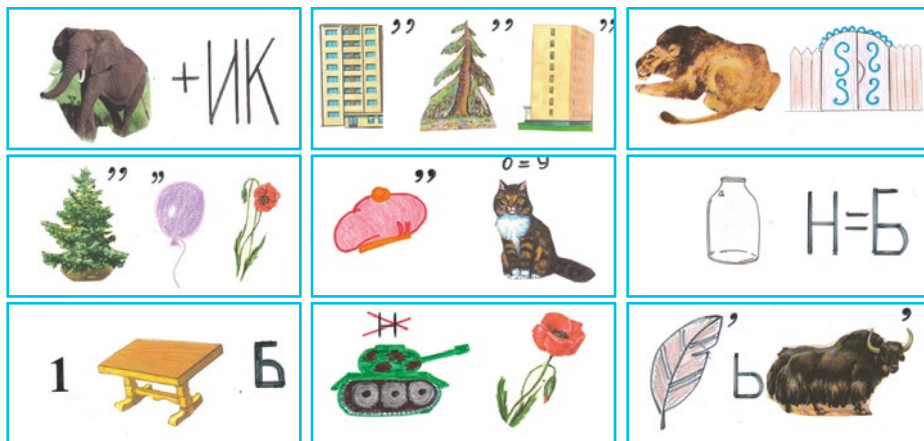 +ИК
,, ,, ,,
,, ,,
,,
О = У
а
Н=Б
1
Б
Н
, Ь ,